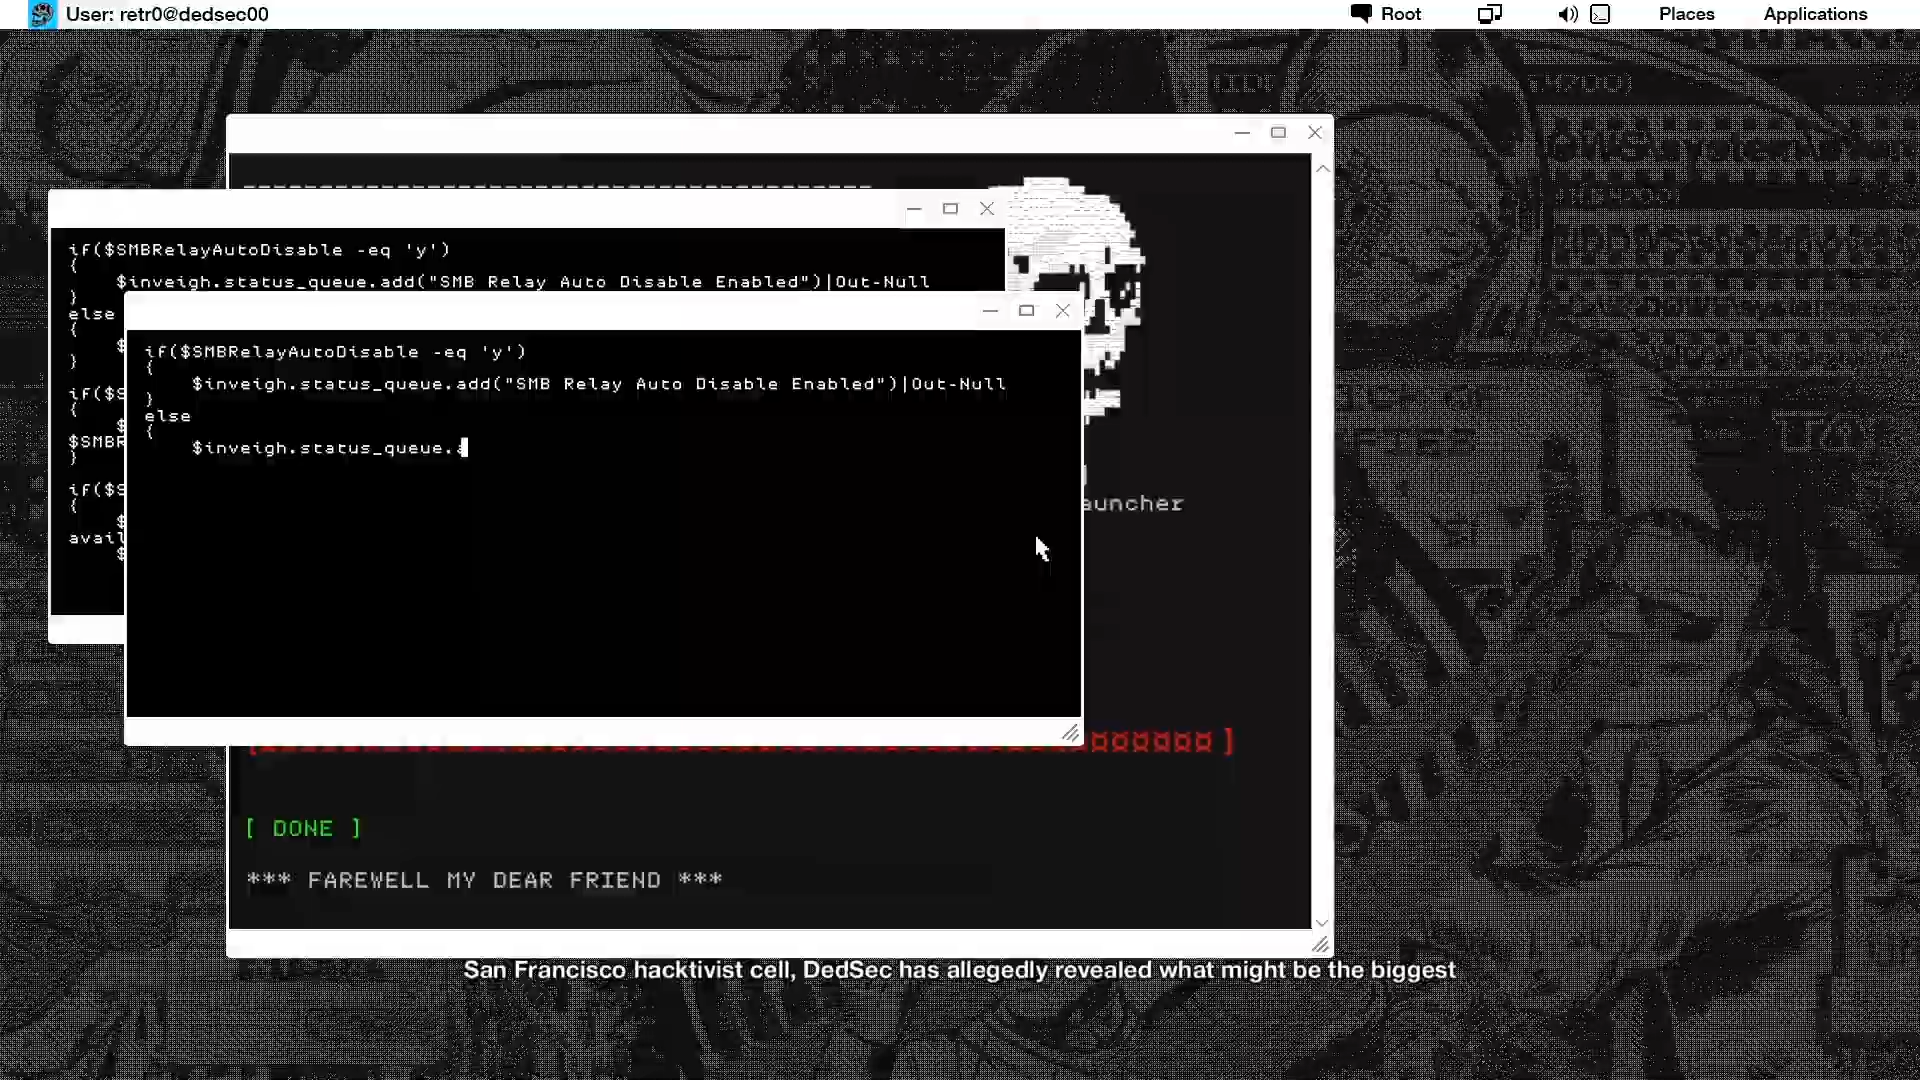 User: retr0@dedsec00
Root
Places
Applications
if($SMBRelayAutoDisable -eq 'y')
{
$inveigh.status_queue.add("SMB Relay Auto Disable Enabled")|Out-Null
}
else
{
$
}
if($S
{
$
$SMBR
}
if($S
{
$
avail
$
if($SMBRelayAutoDisable -eq 'y')
{
$inveigh.status_queue.add("SMB Relay Auto Disable Enabled")|Out-Null
}
else
{
$inveigh.status_queue.a
auncher
[ DONE ]
*** FAREWELL MY DEAR FRIEND ***
San Francisco hacktivist cell, DedSec has allegedly revealed what might be the biggest